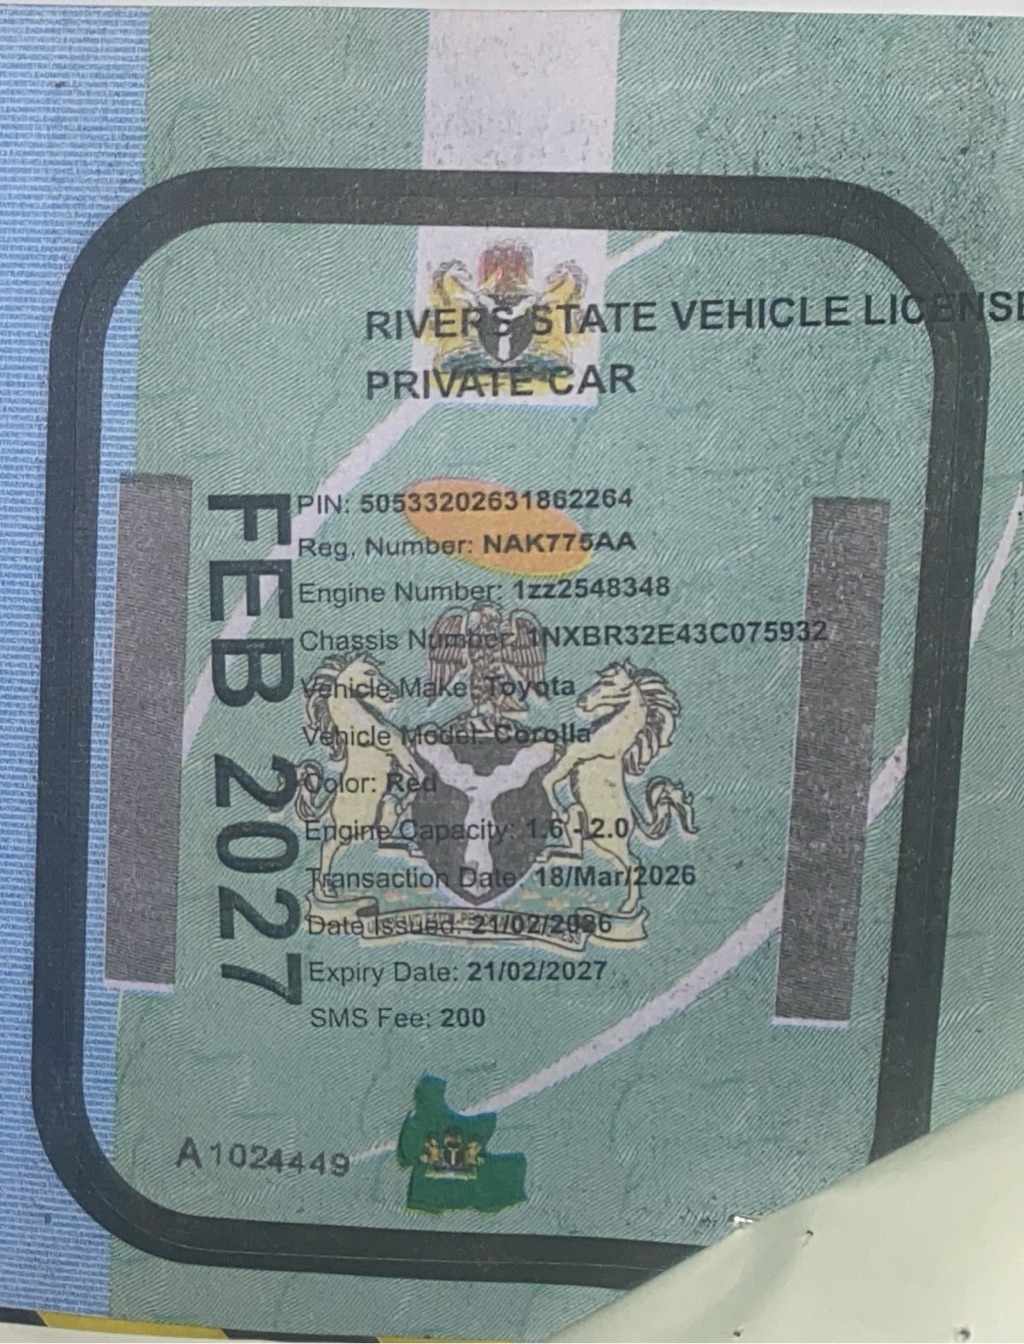 RIVERS STATE VEHICLE LICENSE
PRIVATE CAR
FEB 2027
PIN: 50533202631862264
Reg, Number: NAK775AA
Engine Number: 1zz2548348
Chassis Number: 1NXBR32E43C075932
Vehicle Make: Toyota
Vehicle Model: Corolla
Color: Red
Engine Capacity: 1.6 - 2.0
Transaction Date: 18/Mar/2026
Date Issued: 21/02/2026
Expiry Date: 21/02/2027
SMS Fee: 200
A 1024449